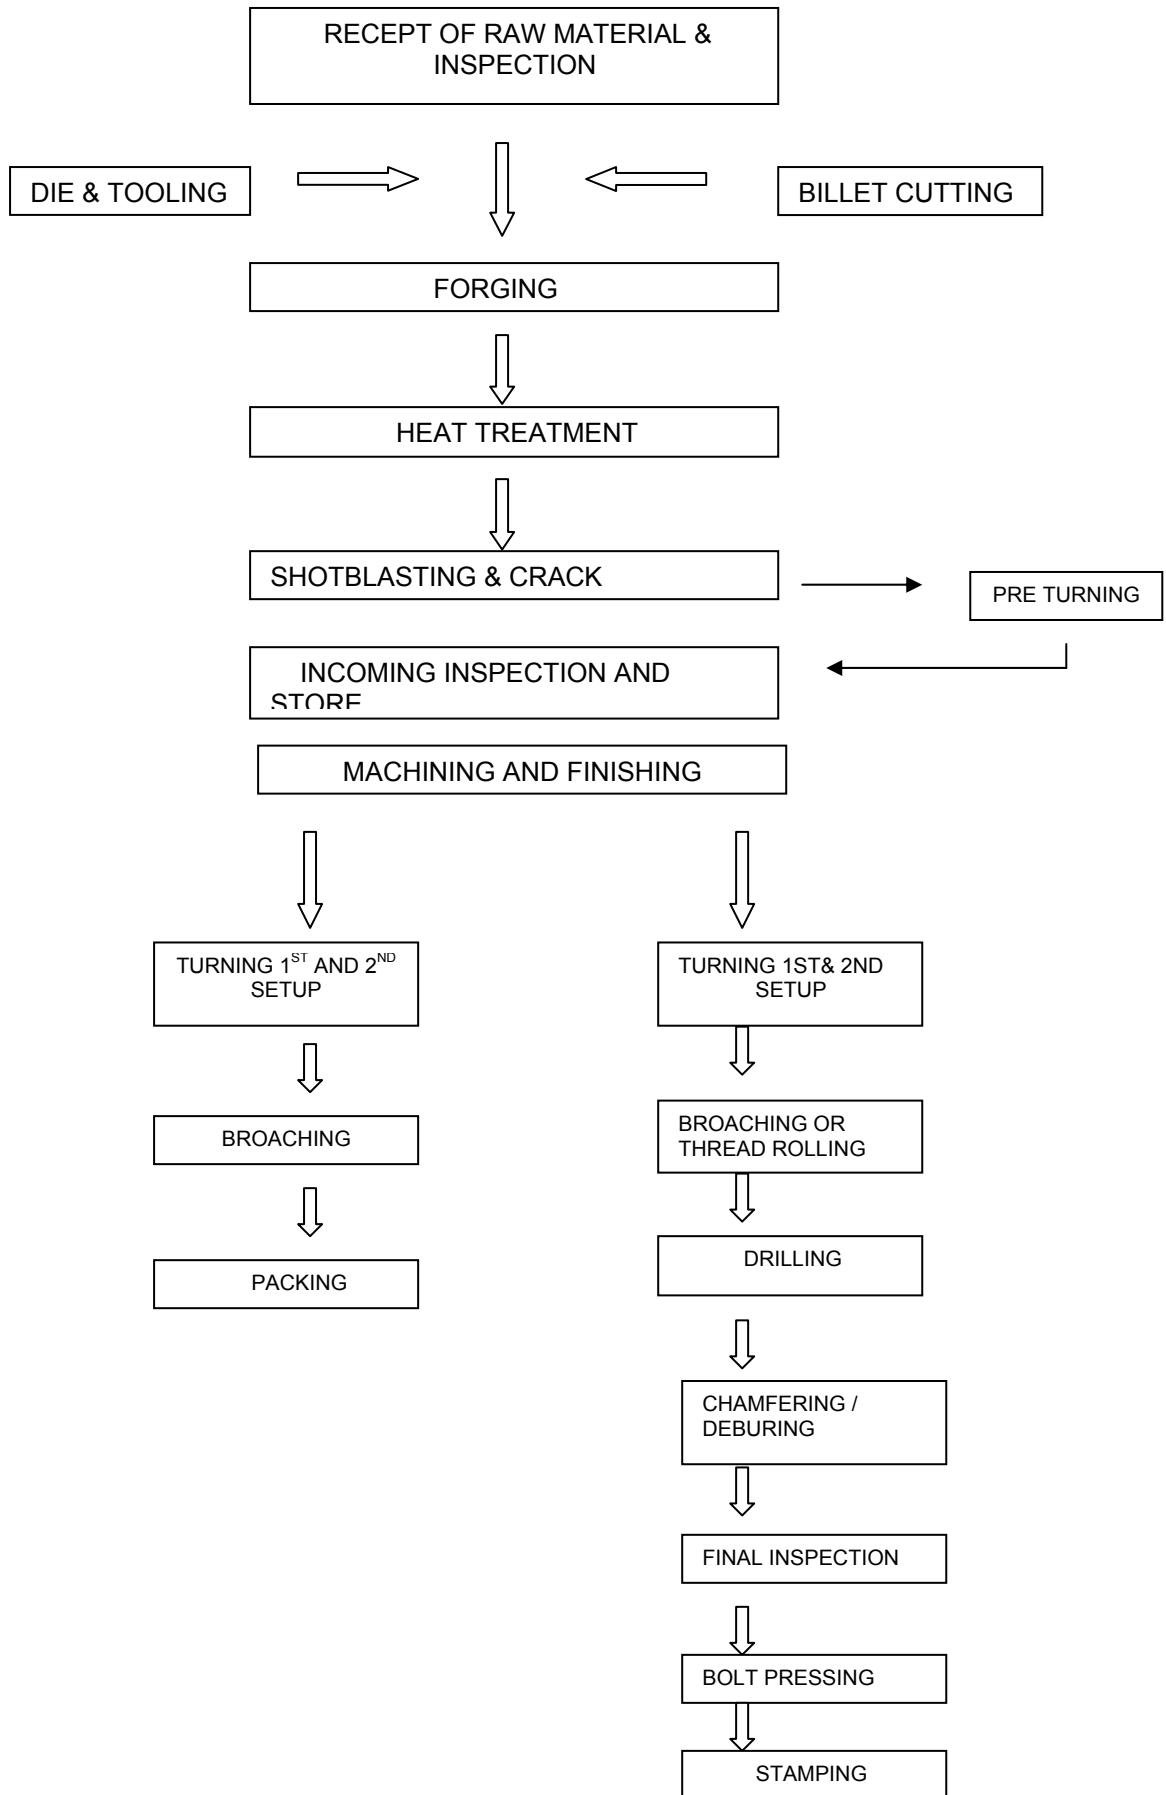 RECEPT OF RAW MATERIAL &
INSPECTION
DIE & TOOLING
BILLET CUTTING
FORGING
HEAT TREATMENT
SHOTBLASTING & CRACK
PRE TURNING
INCOMING INSPECTION AND
STORE
MACHINING AND FINISHING
TURNING 1ST AND 2ND
SETUP
TURNING 1ST& 2ND
SETUP
BROACHING
BROACHING OR
THREAD ROLLING
PACKING
DRILLING
CHAMFERING /
DEBURING
FINAL INSPECTION
BOLT PRESSING
STAMPING